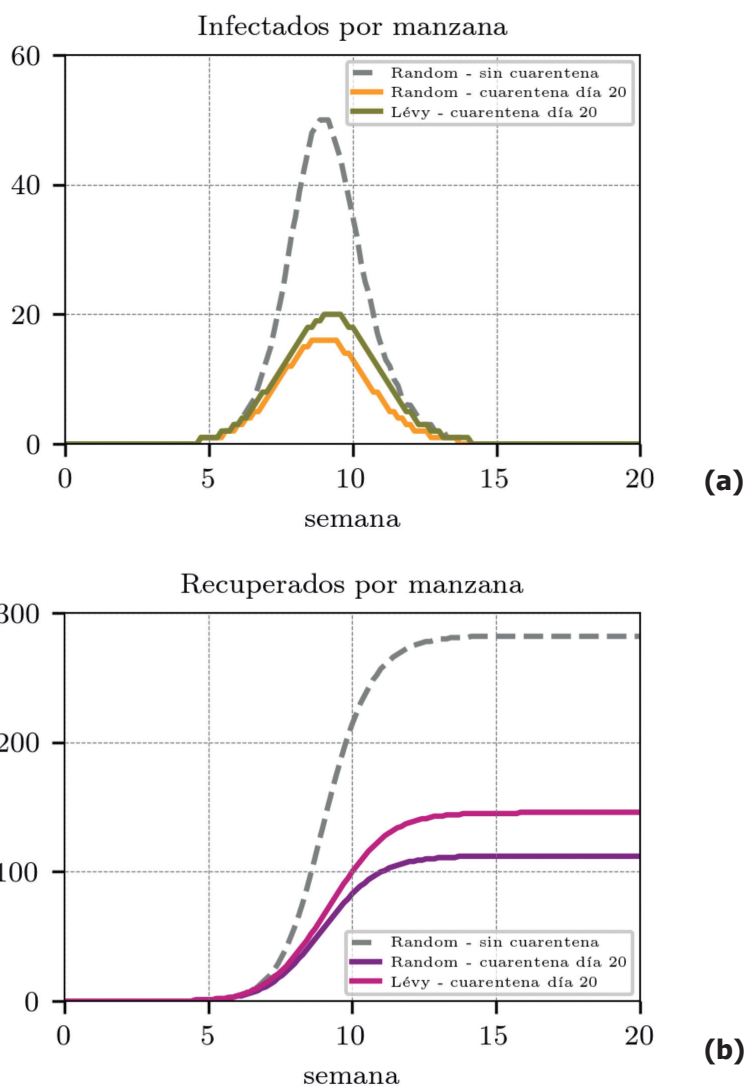 Infectados por manzana
60
40
20
0
Random - sin cuarentena
Random - cuarentena día 20
Lévy - cuarentena día 20
0 5 10 15 20
semana
(a)
Recuperados por manzana
300
200
100
0
Random - sin cuarentena
Random - cuarentena día 20
Lévy - cuarentena día 20
0 5 10 15 20
semana
(b)